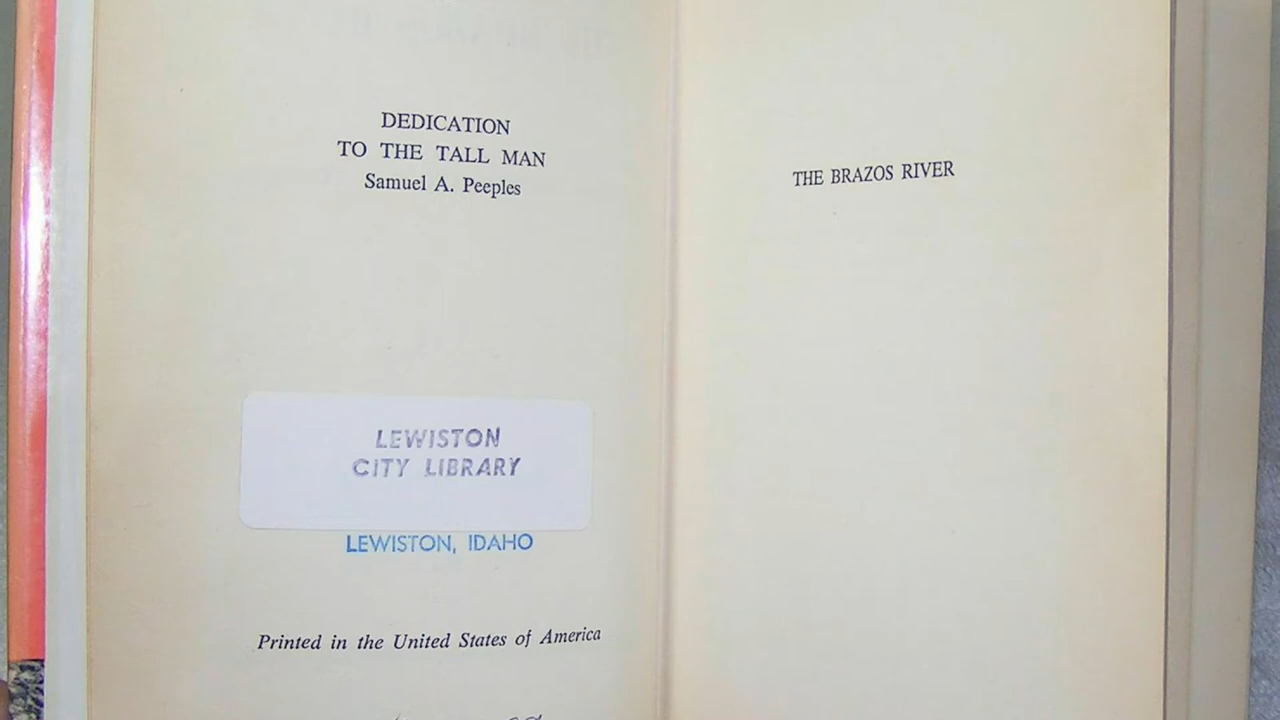 DEDICATION
TO THE TALL MAN
Samuel A. Peeples
LEWISTON
CITY LIBRARY
LEWISTON, IDAHO
Printed in the United States of America
THE BRAZOS RIVER